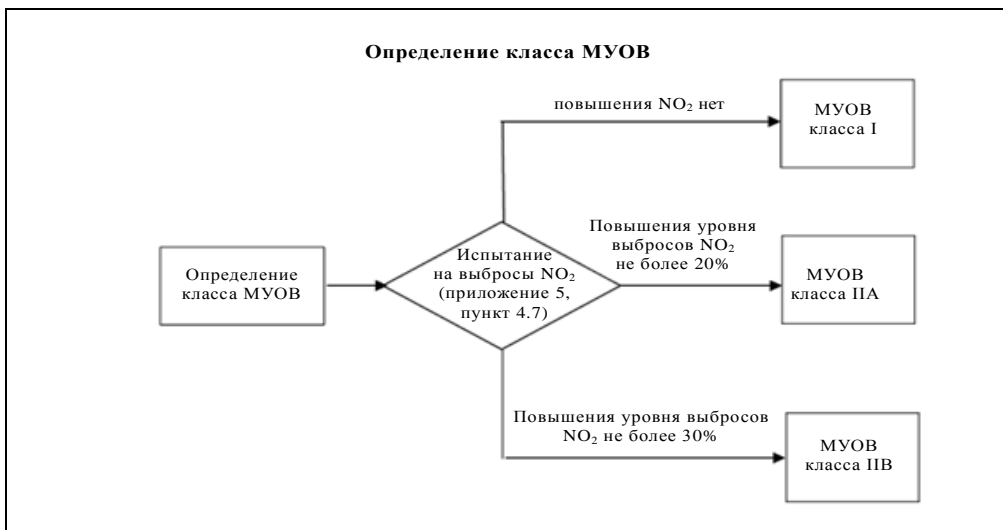 Определение класса МУОВ
повышения NO₂ нет
МУОВ
класса I
Определение
класса МУОВ
Испытание
на выбросы NO₂
(приложение 5,
пункт 4.7)
Повышения уровня
выбросов NO₂
не более 20%
МУОВ
класса IIA
Повышения уровня выбросов
NO₂ не более 30%
МУОВ
класса IIB